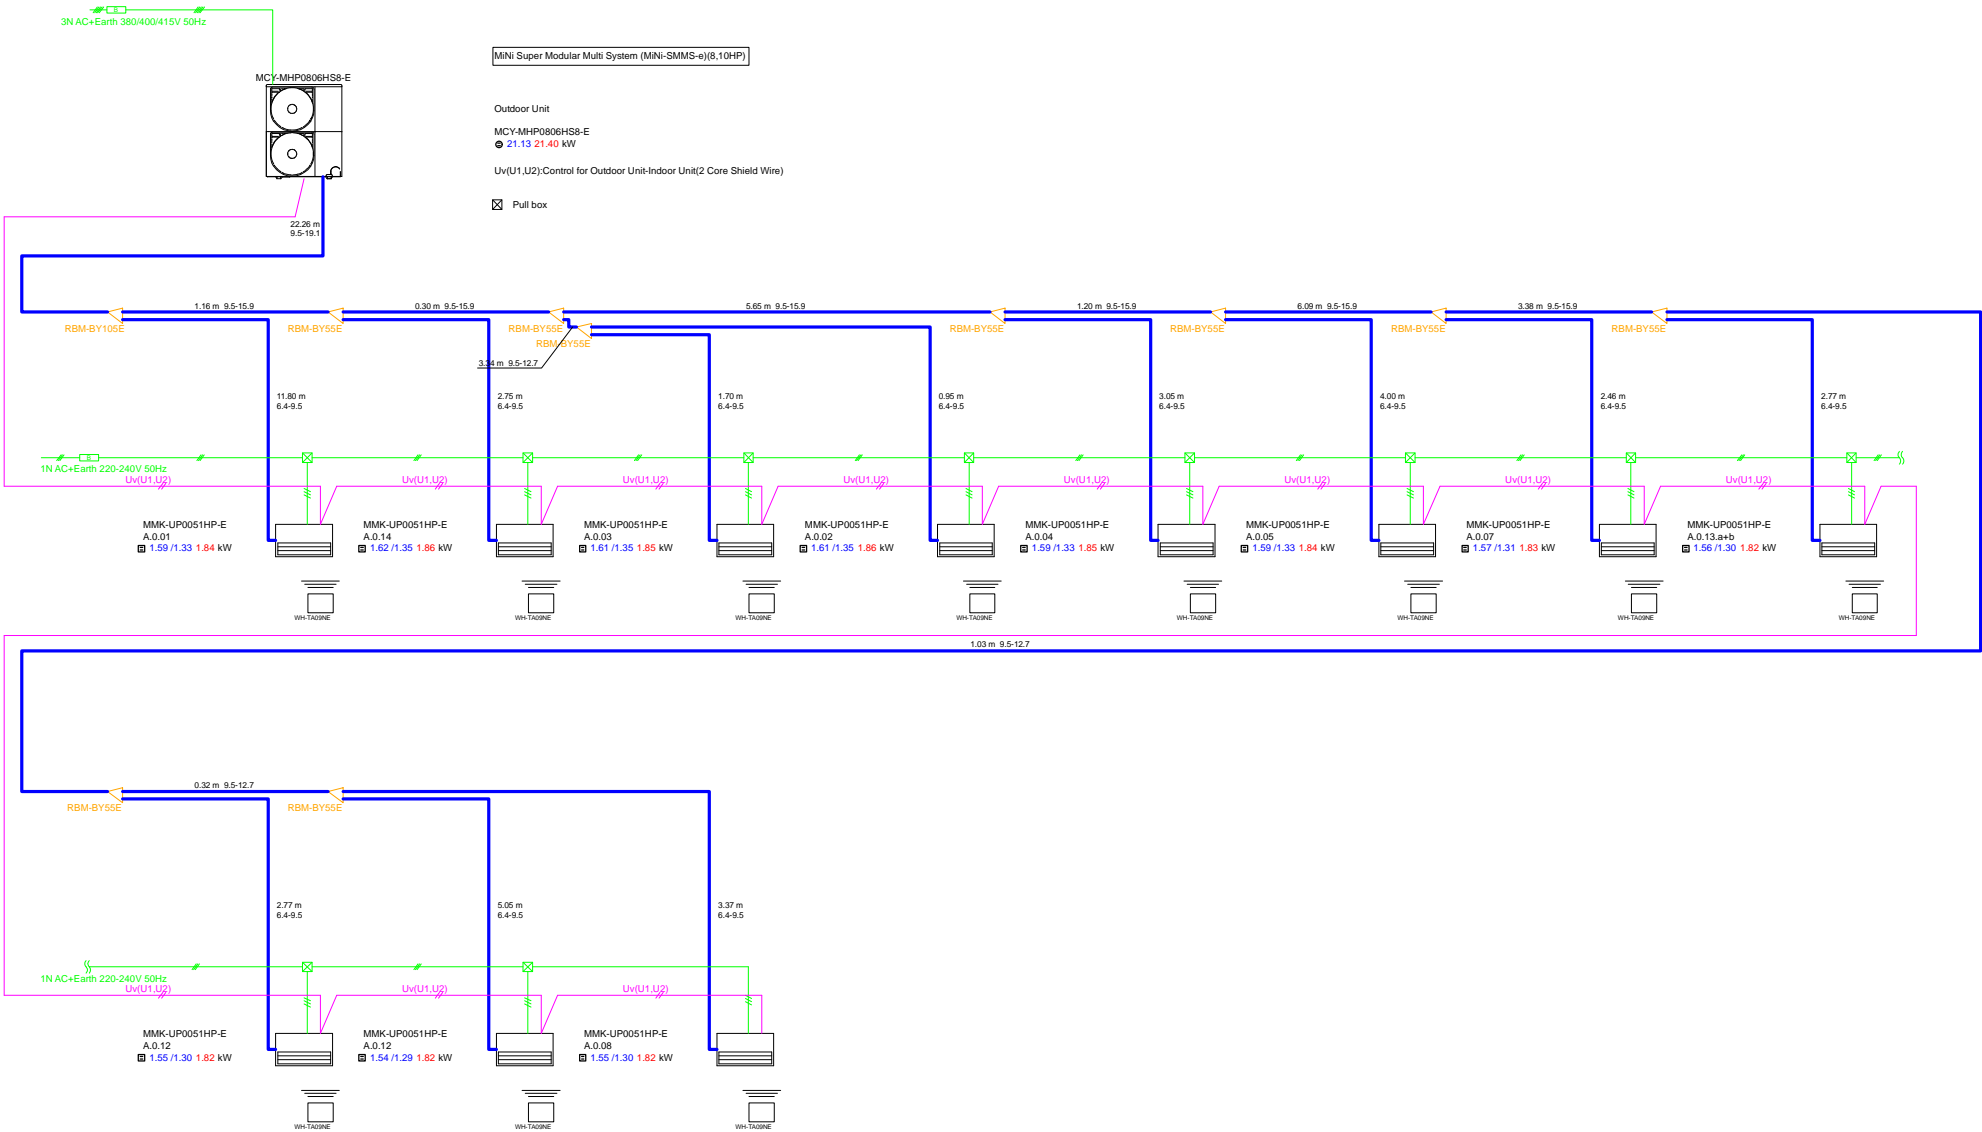 3N AC+Earth 380/400/415V 50Hz
MiNi Super Modular Multi System (MiNi-SMMS-e)(8,10HP)
MCY-MHP0806HS8-E
Outdoor Unit
MCY-MHP0806HS8-E
21.13 21.40 kW
Uv(U1,U2):Control for Outdoor Unit-Indoor Unit(2 Core Shield Wire)
Pull box
22.26 m
9.5-19.1
1.16 m 9.5-15.9
0.30 m 9.5-15.9
5.65 m 9.5-15.9
1.20 m 9.5-15.9
6.09 m 9.5-15.9
3.38 m 9.5-15.9
RBM-BY105E
RBM-BY55E
RBM-BY55E
RBM-BY55E
RBM-BY55E
RBM-BY55E
RBM-BY55E
RBM-BY55E
3.34 m 9.5-12.7
11.80 m
6.4-9.5
2.75 m
6.4-9.5
1.70 m
6.4-9.5
0.95 m
6.4-9.5
3.05 m
6.4-9.5
4.00 m
6.4-9.5
2.46 m
6.4-9.5
2.77 m
6.4-9.5
1N AC+Earth 220-240V 50Hz
Uv(U1,U2)
Uv(U1,U2)
Uv(U1,U2)
Uv(U1,U2)
Uv(U1,U2)
Uv(U1,U2)
Uv(U1,U2)
Uv(U1,U2)
MMK-UP0051HP-E
A.0.01
1.59 /1.33 1.84 kW
MMK-UP0051HP-E
A.0.14
1.62 /1.35 1.86 kW
MMK-UP0051HP-E
A.0.03
1.61 /1.35 1.85 kW
MMK-UP0051HP-E
A.0.02
1.61 /1.35 1.86 kW
MMK-UP0051HP-E
A.0.04
1.59 /1.33 1.85 kW
MMK-UP0051HP-E
A.0.05
1.59 /1.33 1.84 kW
MMK-UP0051HP-E
A.0.07
1.57 /1.31 1.83 kW
MMK-UP0051HP-E
A.0.13.a+b
1.56 /1.30 1.82 kW
WH-TA09NE
WH-TA09NE
WH-TA09NE
WH-TA09NE
WH-TA09NE
WH-TA09NE
WH-TA09NE
WH-TA09NE
1.03 m 9.5-12.7
0.32 m 9.5-12.7
RBM-BY55E
RBM-BY55E
2.77 m
6.4-9.5
5.05 m
6.4-9.5
3.37 m
6.4-9.5
1N AC+Earth 220-240V 50Hz
Uv(U1,U2)
Uv(U1,U2)
Uv(U1,U2)
MMK-UP0051HP-E
A.0.12
1.55 /1.30 1.82 kW
MMK-UP0051HP-E
A.0.12
1.54 /1.29 1.82 kW
MMK-UP0051HP-E
A.0.08
1.55 /1.30 1.82 kW
WH-TA09NE
WH-TA09NE
WH-TA09NE